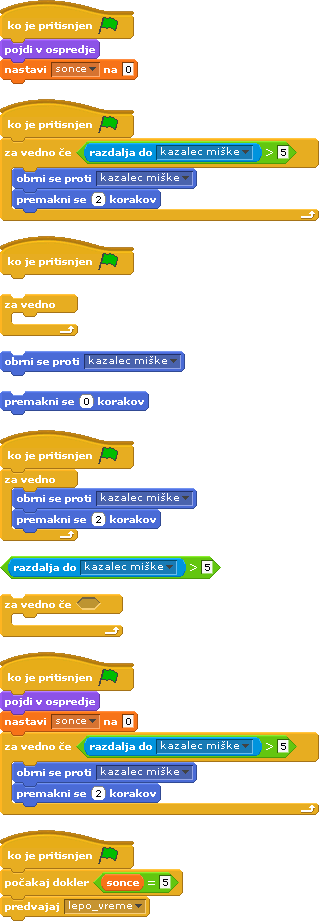 ko je pritisnjen
pojdi v ospredje
nastavi sonce na 0
ko je pritisnjen
za vedno če razdalja do kazalec miške > 5
obrni se proti kazalec miške
premakni se 2 korakov
ko je pritisnjen
za vedno
obrni se proti kazalec miške
premakni se 0 korakov
ko je pritisnjen
za vedno
obrni se proti kazalec miške
premakni se 2 korakov
razdalja do kazalec miške > 5
za vedno če
ko je pritisnjen
pojdi v ospredje
nastavi sonce na 0
za vedno če razdalja do kazalec miške > 5
obrni se proti kazalec miške
premakni se 2 korakov
ko je pritisnjen
počakaj dokler sonce = 5
predvajaj lepo_vreme